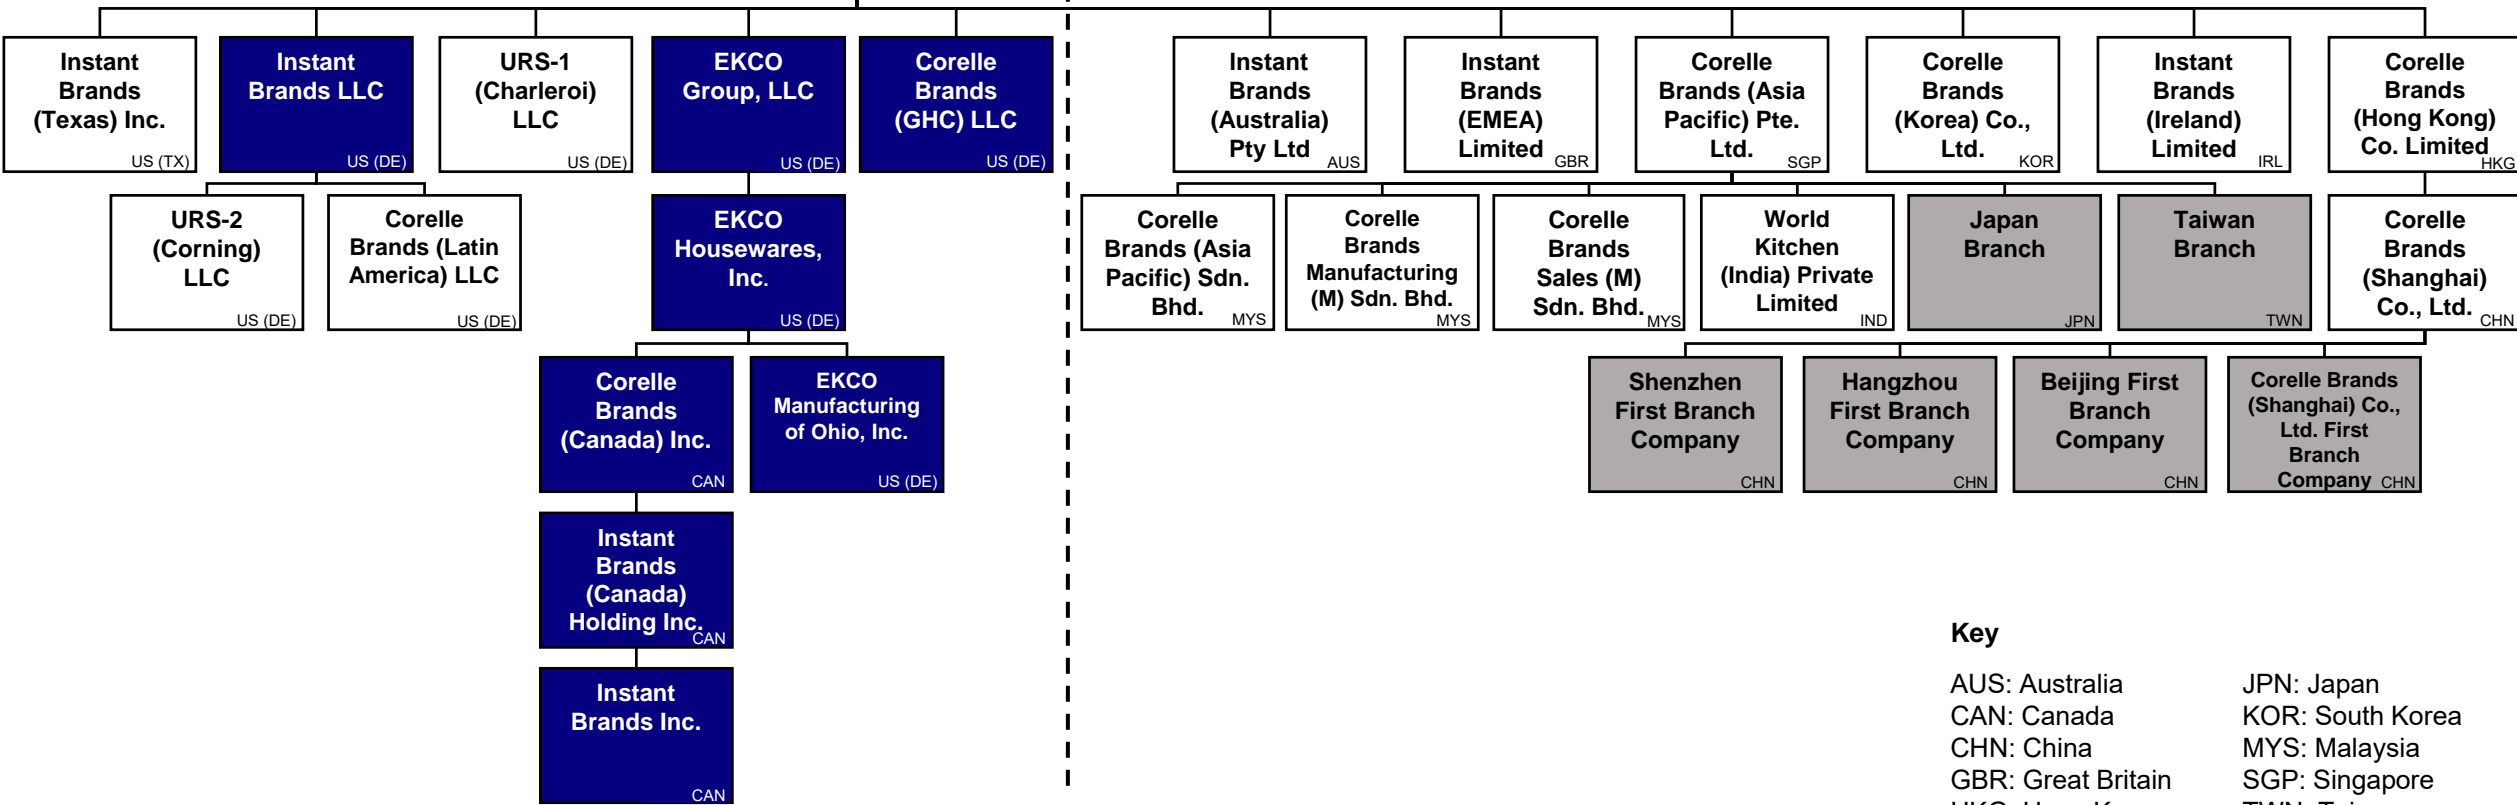 Instant
Brands
(Texas) Inc.
US (TX)
Instant
Brands LLC
US (DE)
URS-1
(Charleroi)
LLC
US (DE)
EKCO
Group, LLC
US (DE)
Corelle
Brands
(GHC) LLC
US (DE)
Instant
Brands
(Australia)
Pty Ltd
AUS
Instant
Brands
(EMEA)
Limited
GBR
Corelle
Brands (Asia
Pacific) Pte.
Ltd.
SGP
Corelle
Brands
(Korea) Co.,
Ltd.
KOR
Instant
Brands
(Ireland)
Limited
IRL
Corelle
Brands
(Hong Kong)
Co. Limited
HKG
URS-2
(Corning)
LLC
US (DE)
Corelle
Brands (Latin
America) LLC
US (DE)
EKCO
Housewares,
Inc.
US (DE)
Corelle
Brands (Asia
Pacific) Sdn.
Bhd.
MYS
Corelle
Brands
Manufacturing
(M) Sdn. Bhd.
MYS
Corelle
Brands
Sales (M)
Sdn. Bhd.
MYS
World
Kitchen
(India) Private
Limited
IND
Japan
Branch
JPN
Taiwan
Branch
TWN
Corelle
Brands
(Shanghai)
Co., Ltd.
CHN
Corelle
Brands
(Canada) Inc.
CAN
EKCO
Manufacturing
of Ohio, Inc.
US (DE)
Shenzhen
First Branch
Company
CHN
Hangzhou
First Branch
Company
CHN
Beijing First
Branch
Company
CHN
Corelle Brands
(Shanghai) Co.,
Ltd. First
Branch
Company
CHN
Instant
Brands
(Canada)
Holding Inc.
CAN
Instant
Brands Inc.
CAN
Key
AUS: Australia
CAN: Canada
CHN: China
GBR: Great Britain
JPN: Japan
KOR: South Korea
MYS: Malaysia
SGP: Singapore